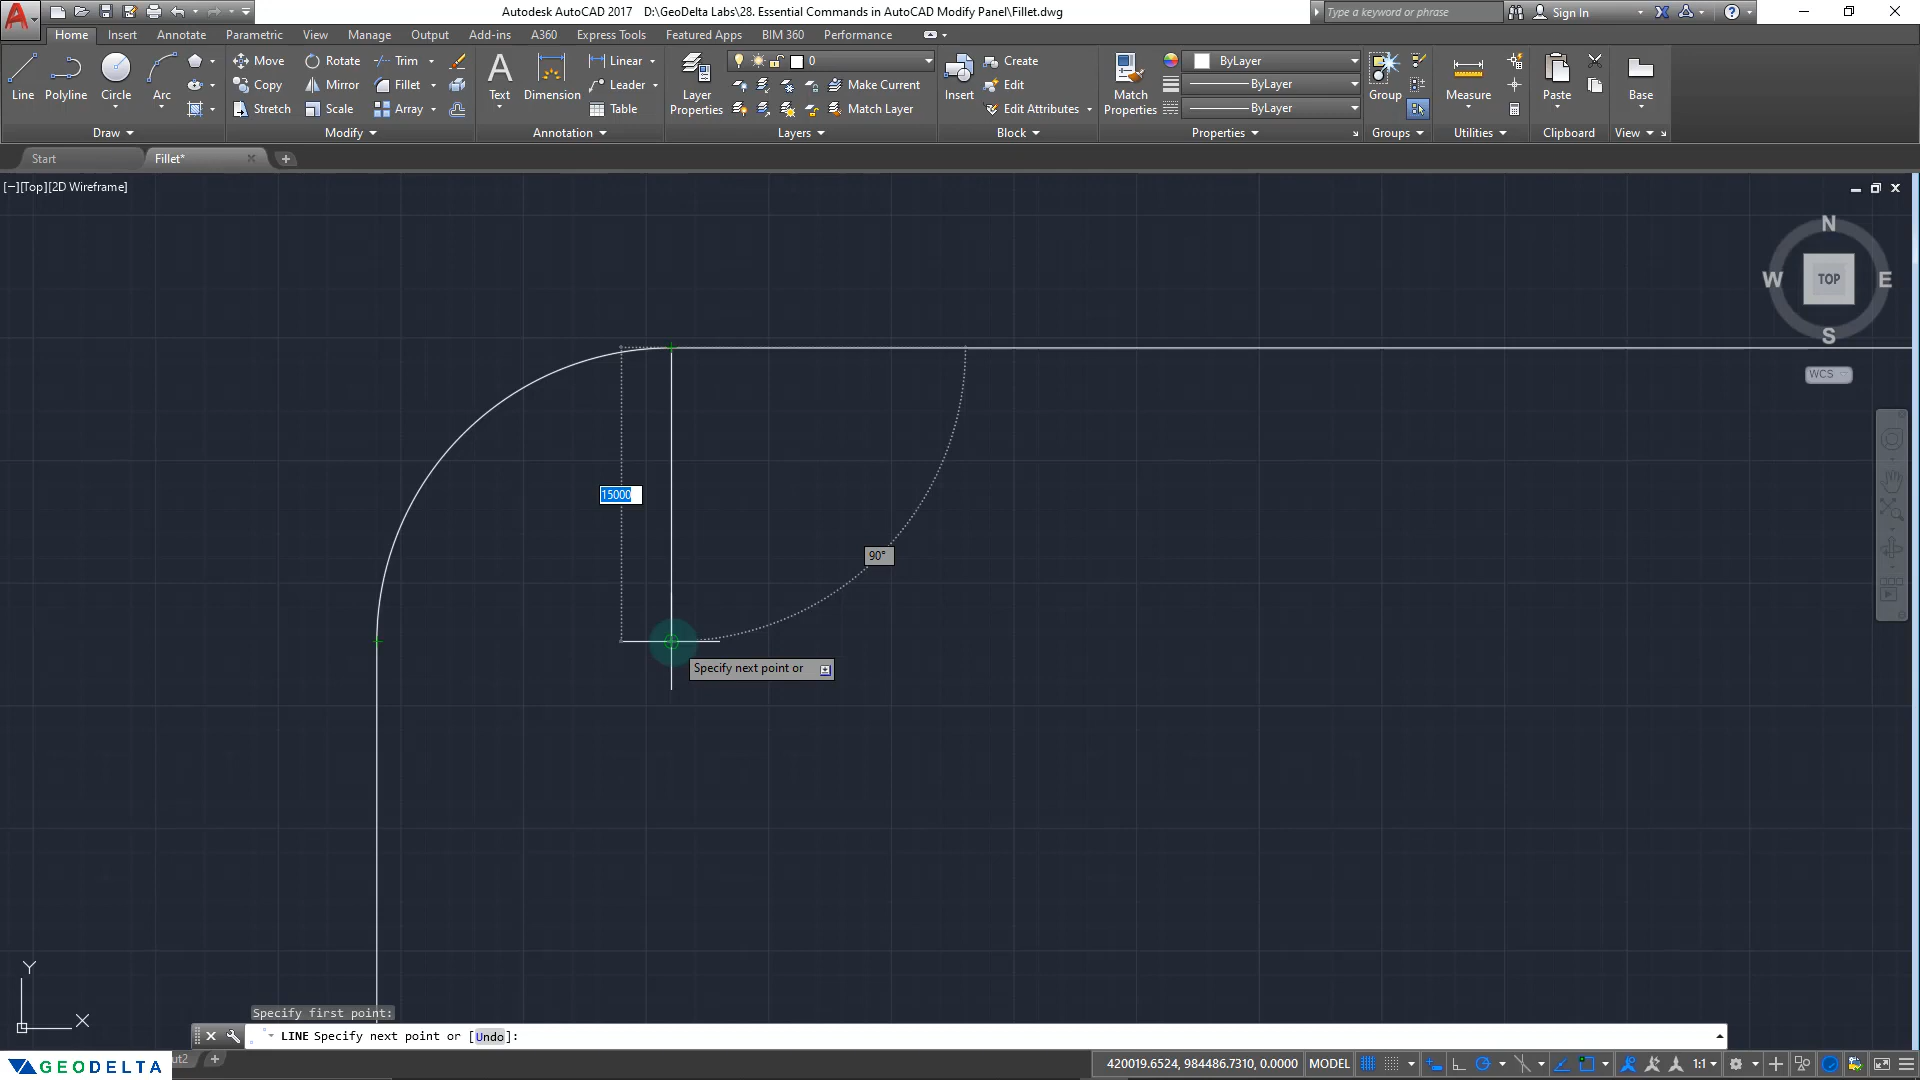 Autodesk AutoCAD 2017 D:\GeoDelta Labs\28. Essential Commands in AutoCAD Modify Panel\Fillet.dwg
Type a keyword or phrase
Sign In
Home Insert Annotate Parametric View Manage Output Add-ins A360 Express Tools Featured Apps BIM 360 Performance
Line Polyline Circle Arc
Draw
Move Rotate Trim
Copy Mirror Fillet
Stretch Scale Array
Modify
Text Dimension
Linear
Leader
Table
Annotation
Layer Properties
0
Make Current
Match Layer
Layers
Insert
Create
Edit
Edit Attributes
Block
Match Properties
ByLayer
ByLayer
ByLayer
Properties
Group
Groups
Measure
Utilities
Paste
Clipboard
Base
View
Start Fillet*
[−][Top][2D Wireframe]
N
W TOP E
S
WCS
15000
90°
Specify next point or
Y
X
Specify first point:
LINE Specify next point or [Undo]:
GEODELTA
ut2
420019.6524, 984486.7310, 0.0000 MODEL 1:1